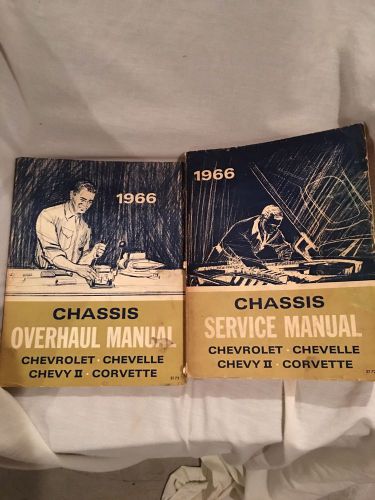 1966
CHASSIS
OVERHAUL MANUAL
CHEVROLET · CHEVELLE
CHEVY II · CORVETTE
1966
CHASSIS
SERVICE MANUAL
CHEVROLET · CHEVELLE
CHEVY II · CORVETTE